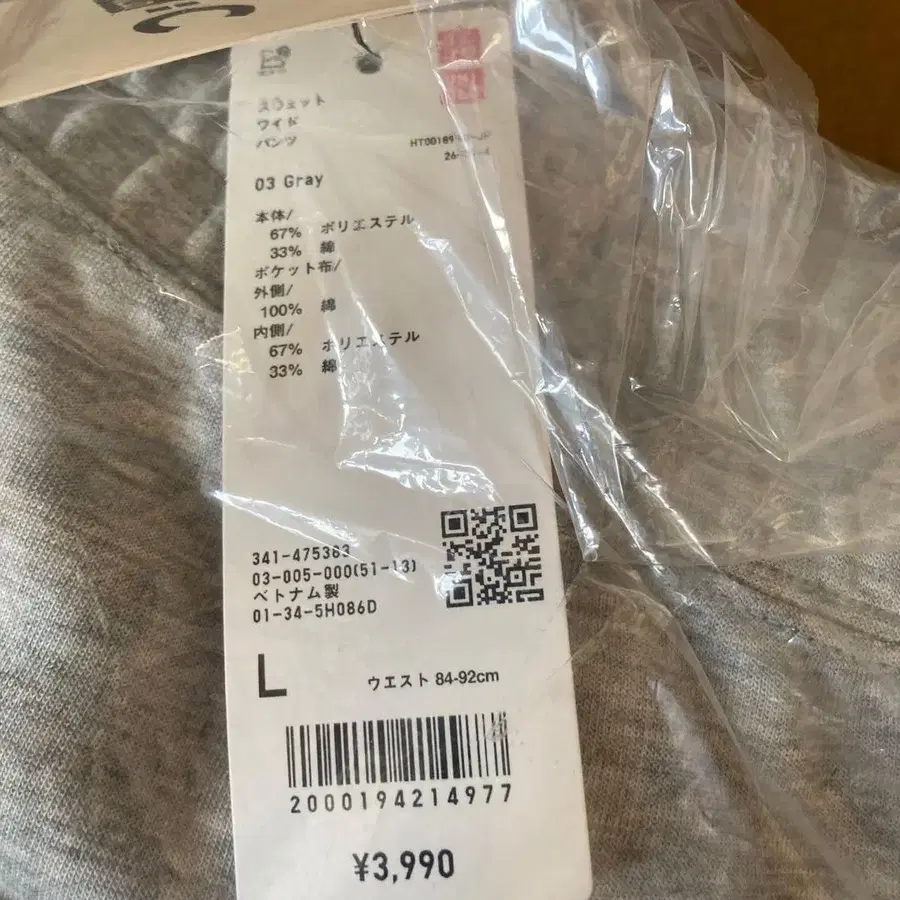 スウェット
ワイド
パンツ
03 Gray
本体/
67% ポリエステル
33% 綿
ポケット布/
外側/
100% 綿
内側/
67% ポリエステル
33% 綿
341-475383
03-005-000(51-13)
ベトナム製
01-34-5H086D
L ウエスト 84-92cm
2000194214977
¥3,990